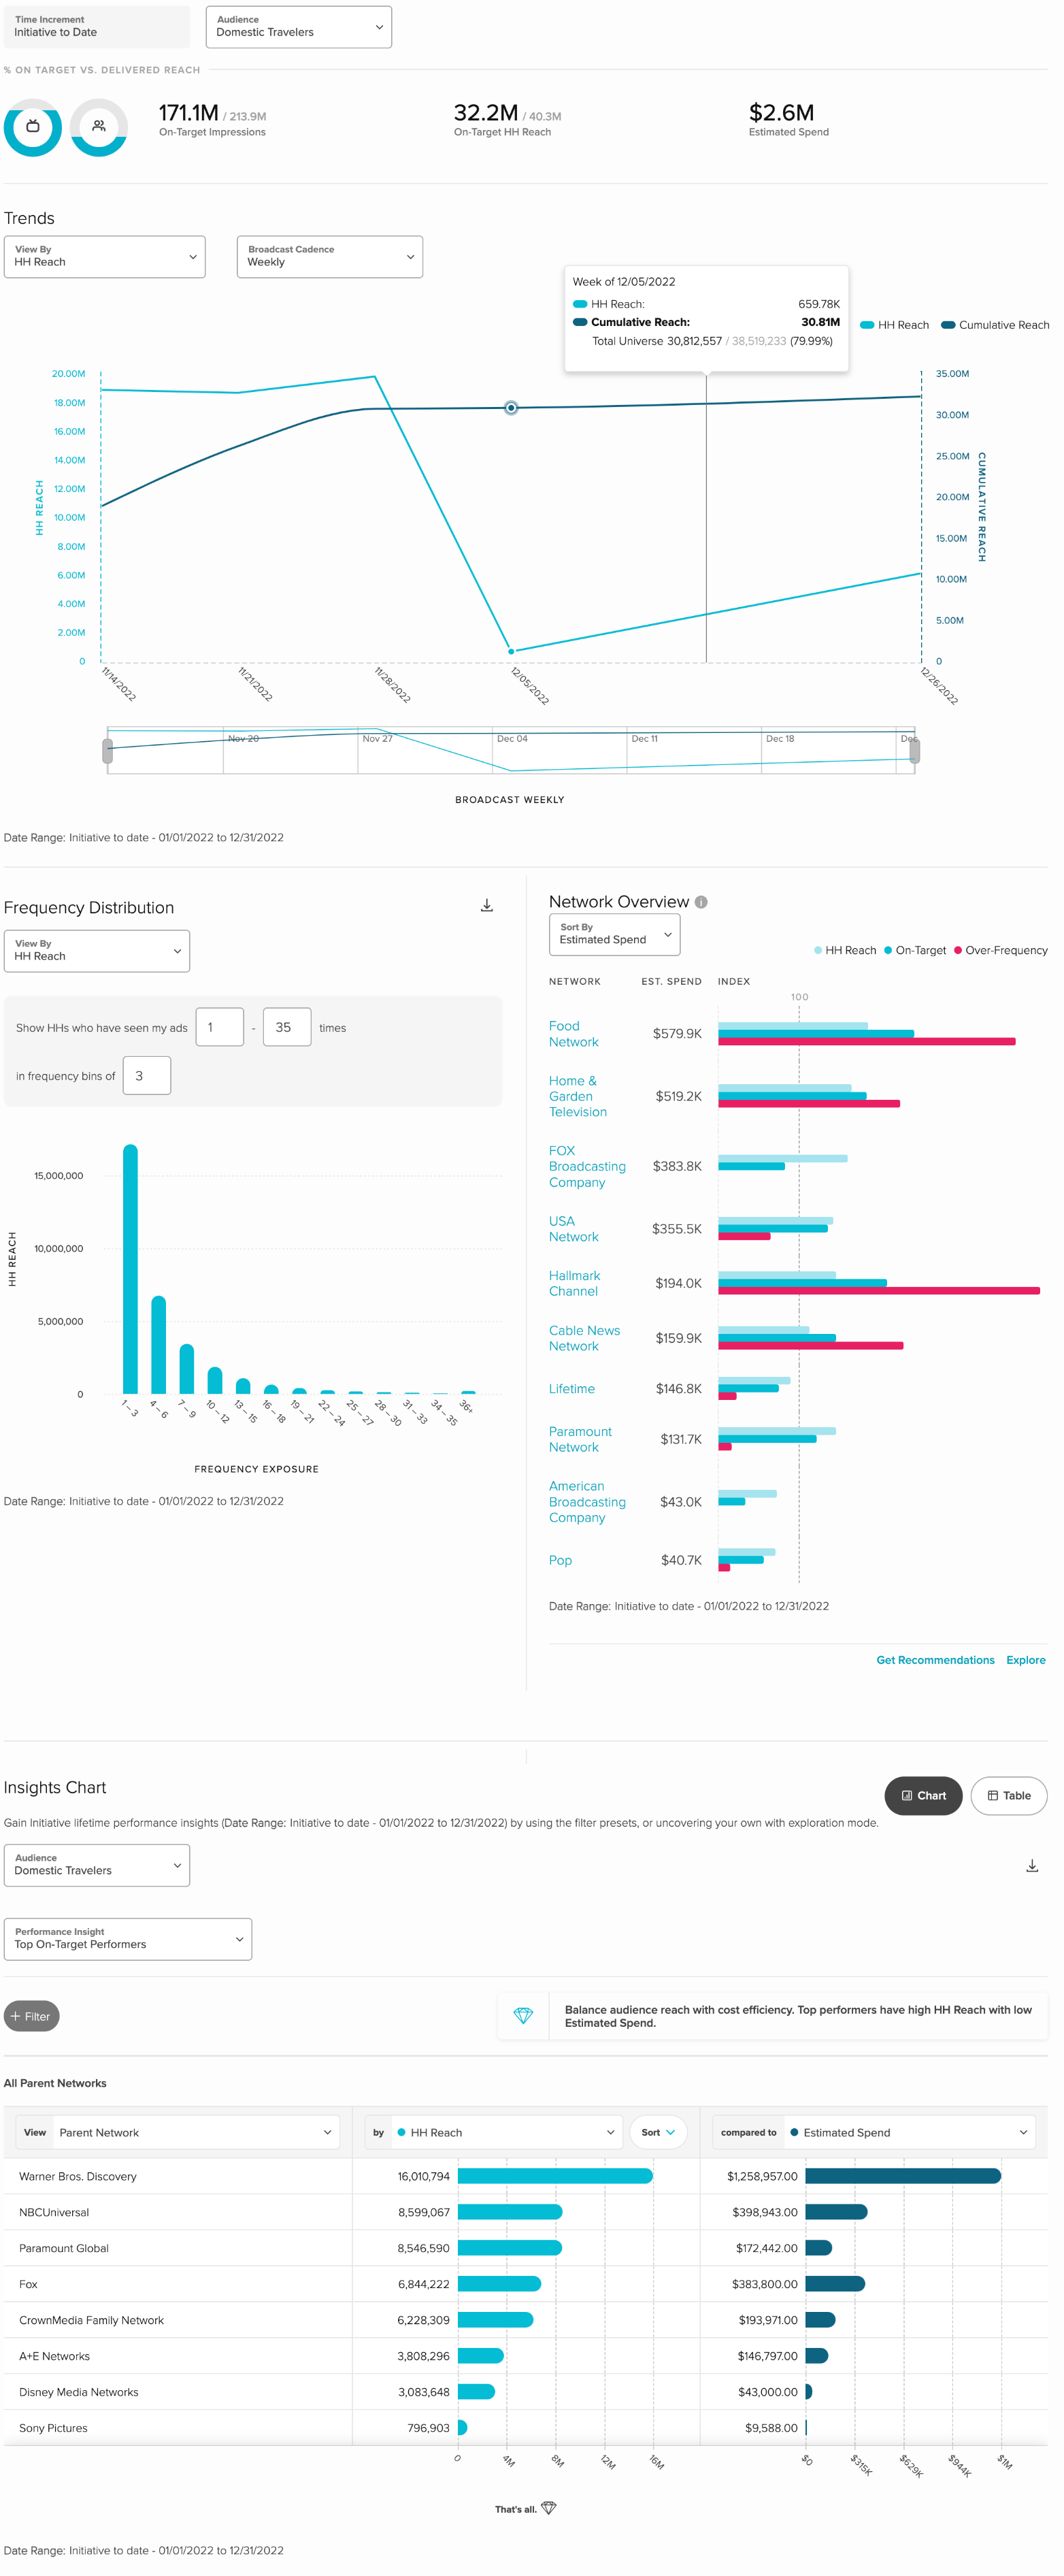 Time Increment
Initiative to Date
Audience
Domestic Travelers
% ON TARGET VS. DELIVERED REACH
171.1M / 213.9M
On-Target Impressions
32.2M / 40.3M
On-Target HH Reach
$2.6M
Estimated Spend
Trends
View By
HH Reach
Broadcast Cadence
Weekly
Week of 12/05/2022
HH Reach: 659.78K
Cumulative Reach: 30.81M
Total Universe 30,812,557 / 38,519,233 (79.99%)
HH Reach Cumulative Reach
20.00M
18.00M
16.00M
14.00M
12.00M
10.00M
8.00M
6.00M
4.00M
2.00M
0
HH REACH
35.00M
30.00M
25.00M
20.00M
15.00M
10.00M
5.00M
0
CUMULATIVE REACH
11/14/2022
11/21/2022
11/28/2022
12/05/2022
12/26/2022
Nov 20
Nov 27
Dec 04
Dec 11
Dec 18
Dec
BROADCAST WEEKLY
Date Range: Initiative to date - 01/01/2022 to 12/31/2022
Frequency Distribution
View By
HH Reach
Show HHs who have seen my ads 1 - 35 times
in frequency bins of 3
15,000,000
10,000,000
5,000,000
0
HH REACH
1 – 3
4 – 6
7 – 9
10 – 12
13 – 15
16 – 18
19 – 21
22 – 24
25 – 27
28 – 30
31 – 33
34 – 35
36+
FREQUENCY EXPOSURE
Date Range: Initiative to date - 01/01/2022 to 12/31/2022
Network Overview
Sort By
Estimated Spend
HH Reach On-Target Over-Frequency
NETWORK EST. SPEND INDEX
100
Food
Network
$579.9K
Home &
Garden
Television
$519.2K
FOX
Broadcasting
Company
$383.8K
USA
Network
$355.5K
Hallmark
Channel
$194.0K
Cable News
Network
$159.9K
Lifetime $146.8K
Paramount
Network
$131.7K
American
Broadcasting
Company
$43.0K
Pop $40.7K
Date Range: Initiative to date - 01/01/2022 to 12/31/2022
Get Recommendations Explore
Insights Chart
Chart Table
Gain Initiative lifetime performance insights (Date Range: Initiative to date - 01/01/2022 to 12/31/2022) by using the filter presets, or uncovering your own with exploration mode.
Audience
Domestic Travelers
Performance Insight
Top On-Target Performers
+ Filter
Balance audience reach with cost efficiency. Top performers have high HH Reach with low
Estimated Spend.
All Parent Networks
View Parent Network by HH Reach Sort compared to Estimated Spend
Warner Bros. Discovery 16,010,794 $1,258,957.00
NBCUniversal 8,599,067 $398,943.00
Paramount Global 8,546,590 $172,442.00
Fox 6,844,222 $383,800.00
CrownMedia Family Network 6,228,309 $193,971.00
A+E Networks 3,808,296 $146,797.00
Disney Media Networks 3,083,648 $43,000.00
Sony Pictures 796,903 $9,588.00
0 4M 8M 12M 16M $0 $315K $629K $944K $1M
That's all.
Date Range: Initiative to date - 01/01/2022 to 12/31/2022